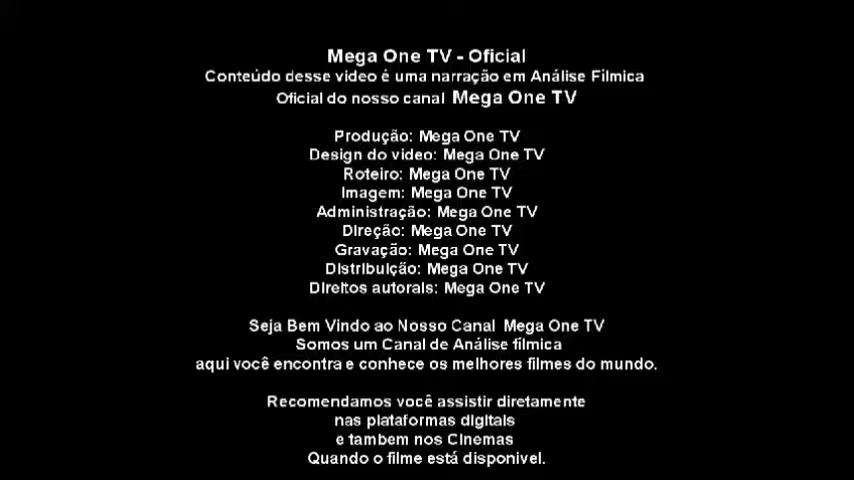 Mega One TV - Oficial
Conteúdo desse video é uma narração em Análise Filmica
Oficial do nosso canal Mega One TV
Produção: Mega One TV
Design do video: Mega One TV
Roteiro: Mega One TV
Imagem: Mega One TV
Administração: Mega One TV
Direção: Mega One TV
Gravação: Mega One TV
Distribuição: Mega One TV
Direitos autorais: Mega One TV
Seja Bem Vindo ao Nosso Canal Mega One TV
Somos um Canal de Análise fílmica
aqui você encontra e conhece os melhores filmes do mundo.
Recomendamos você assistir diretamente
nas plataformas digitais
e tambem nos Cinemas
Quando o filme está disponivel.